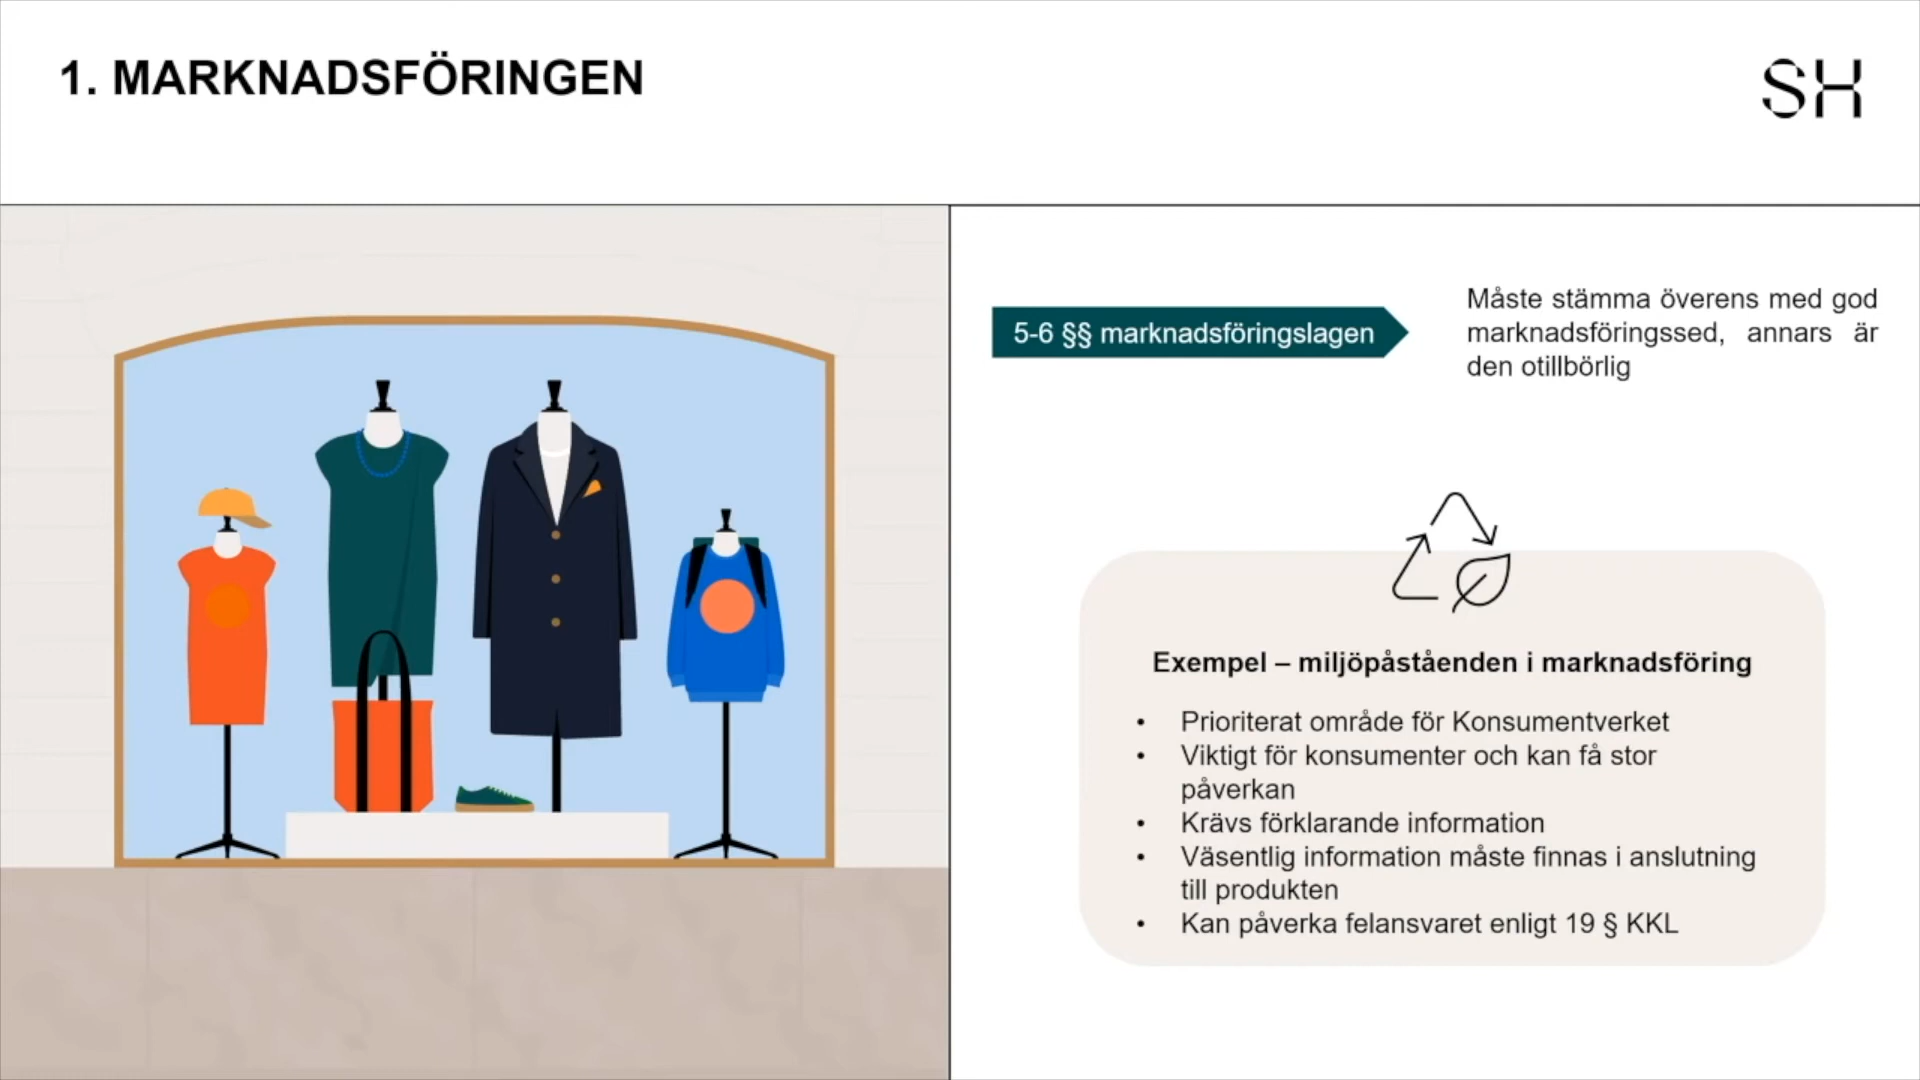 1. MARKNADSFÖRINGEN
SH
5-6 §§ marknadsföringslagen
Måste stämma överens med god
marknadsföringssed, annars är
den otillbörlig
Exempel – miljöpåståenden i marknadsföring
• Prioriterat område för Konsumentverket
• Viktigt för konsumenter och kan få stor
påverkan
• Krävs förklarande information
• Väsentlig information måste finnas i anslutning
till produkten
• Kan påverka felansvaret enligt 19 § KKL